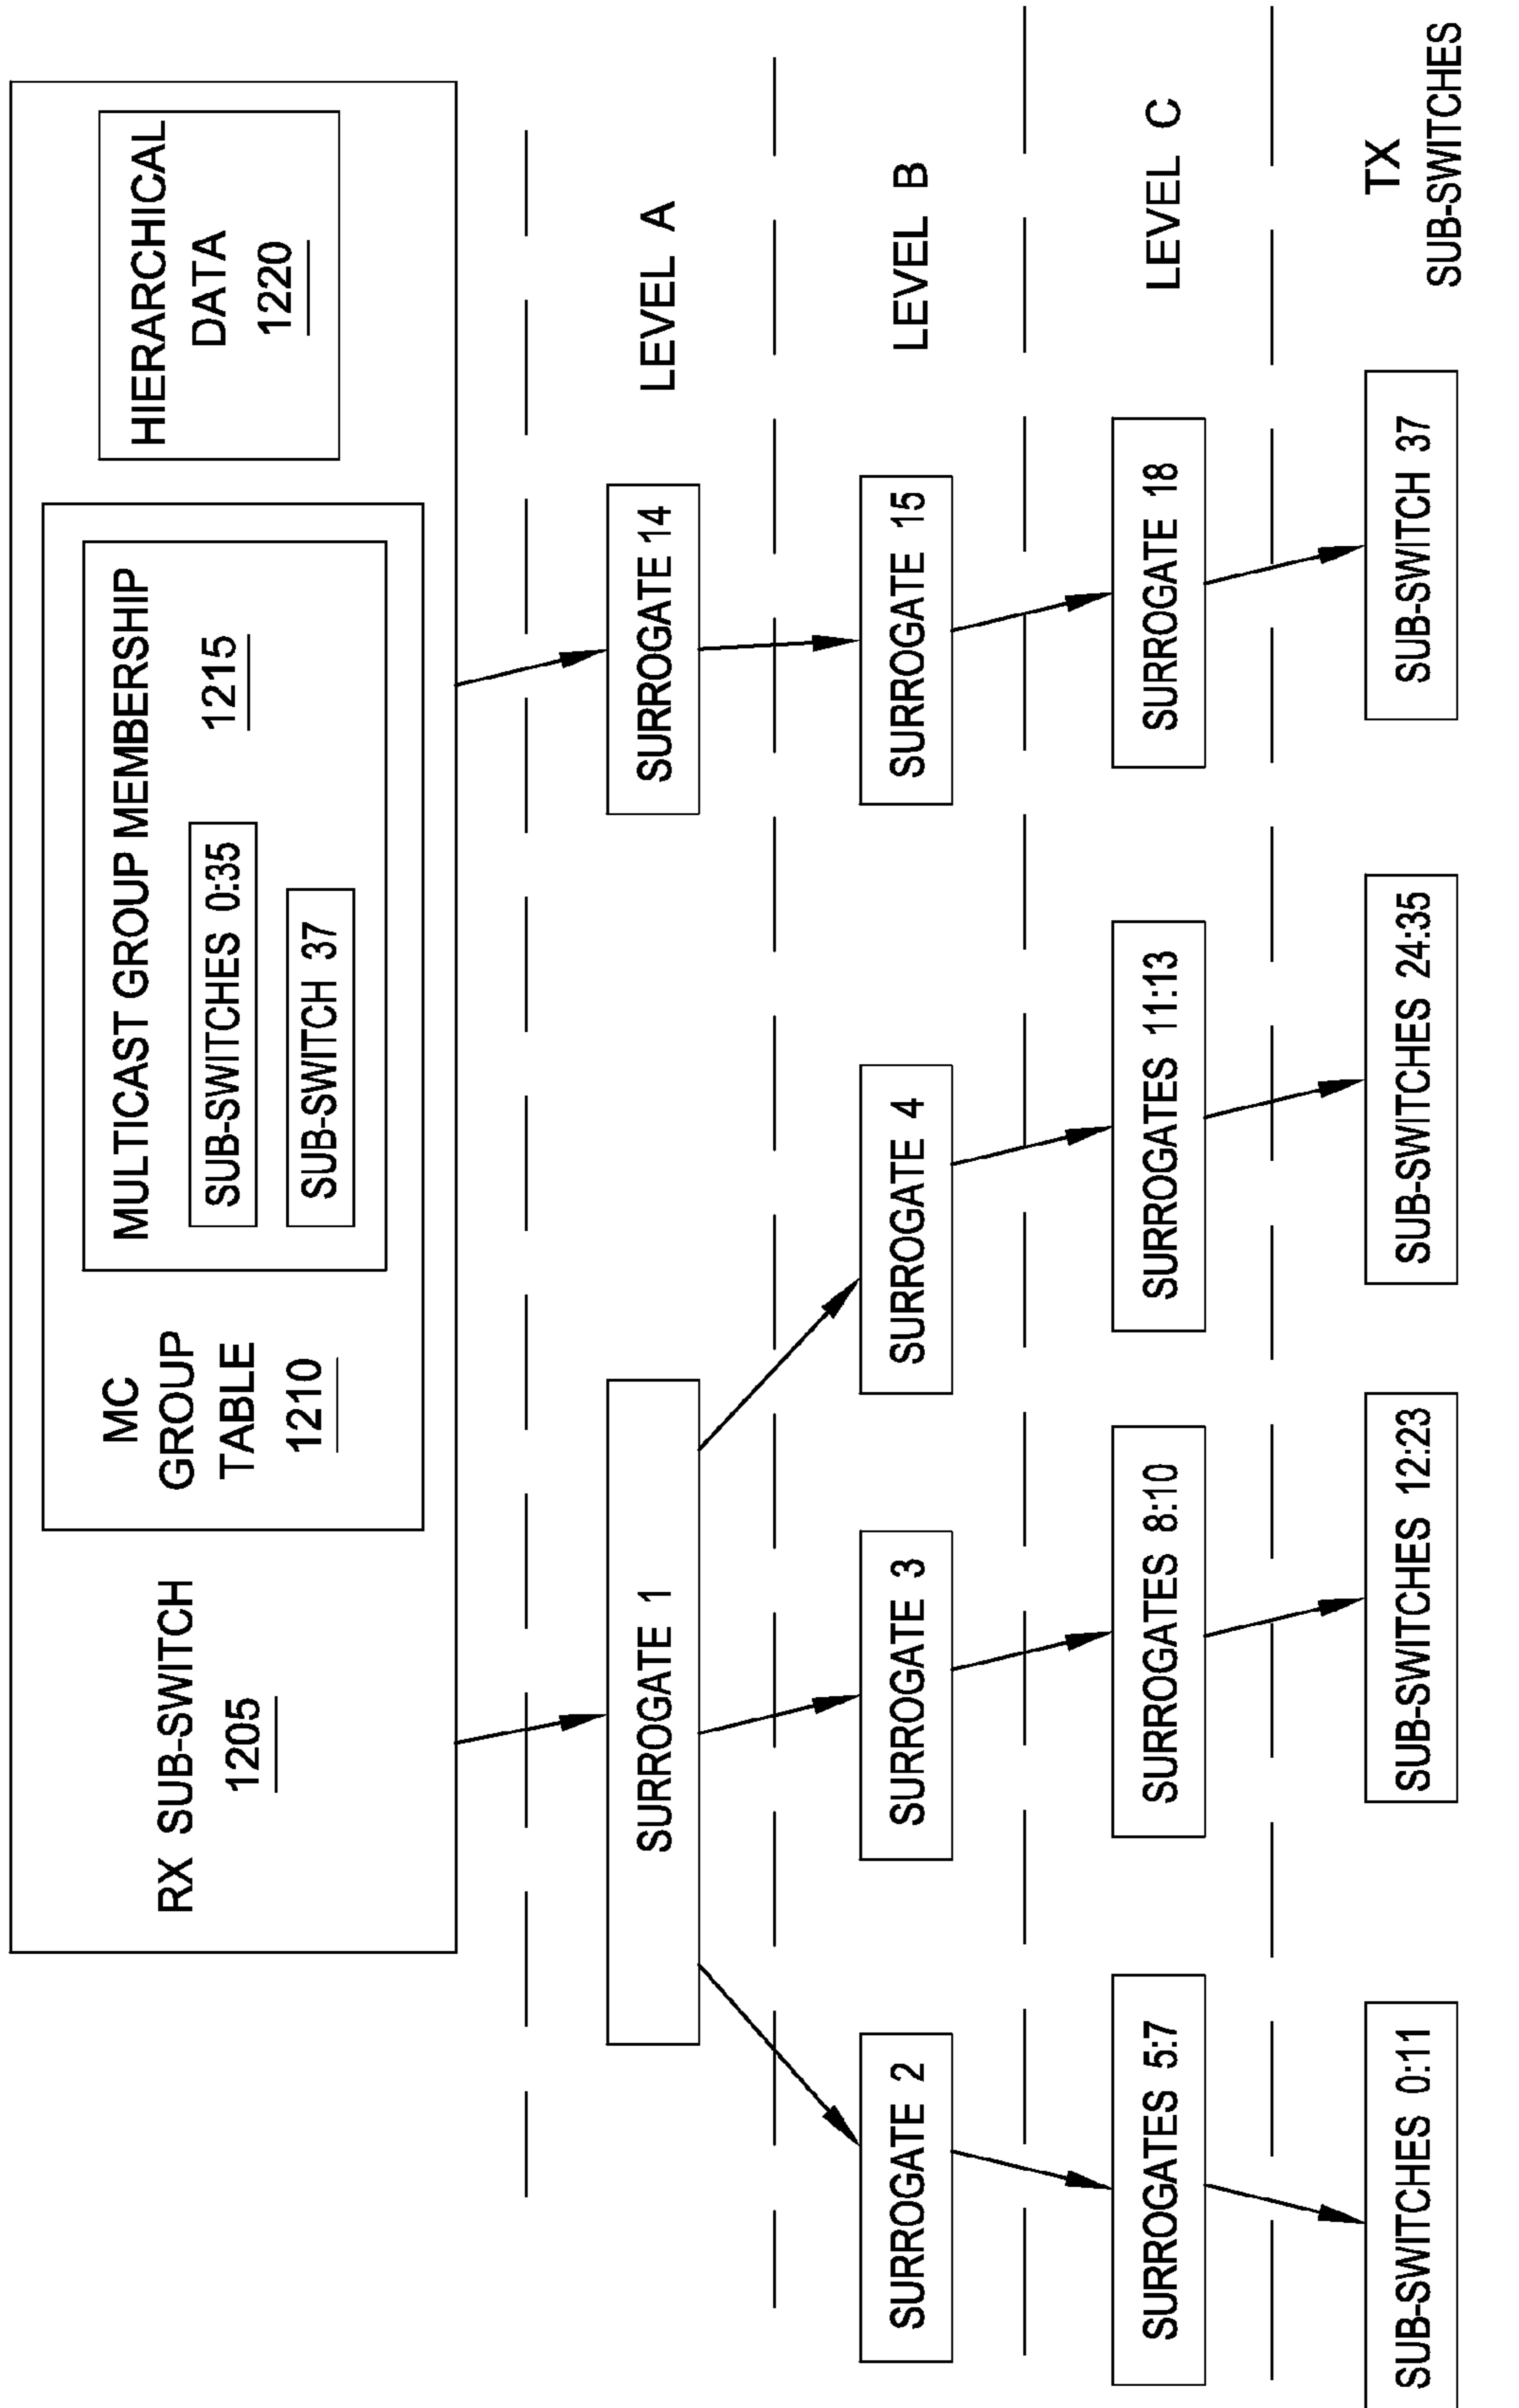 RX SUB-SWITCH
1205
MC
GROUP
TABLE
1210
MULTICAST GROUP MEMBERSHIP
1215
SUB-SWITCHES 0:35
SUB-SWITCH 37
HIERARCHICAL
DATA
1220
SURROGATE 1
SURROGATE 14
LEVEL A
SURROGATE 2
SURROGATE 3
SURROGATE 4
SURROGATE 15
LEVEL B
SURROGATES 5:7
SURROGATES 8:10
SURROGATES 11:13
SURROGATE 18
LEVEL C
SUB-SWITCHES 0:11
SUB-SWITCHES 12:23
SUB-SWITCHES 24:35
SUB-SWITCH 37
TX
SUB-SWITCHES